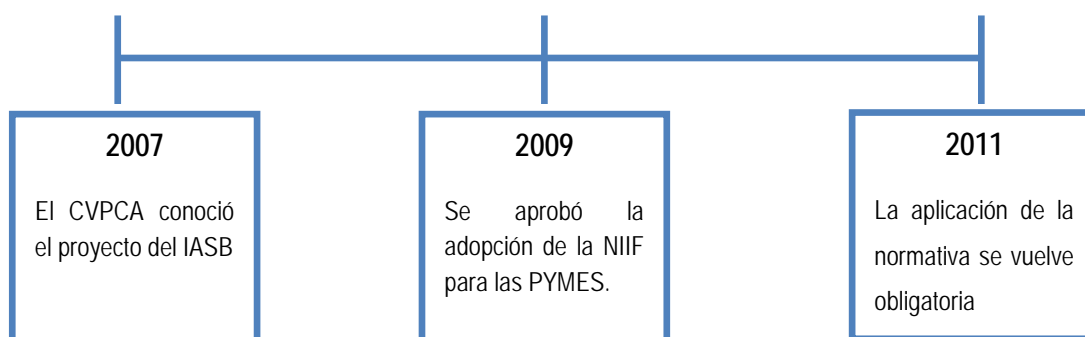 2007
El CVPCA conoció
el proyecto del IASB
2009
Se aprobó la
adopción de la NIIF
para las PYMES.
2011
La aplicación de la
normativa se vuelve
obligatoria